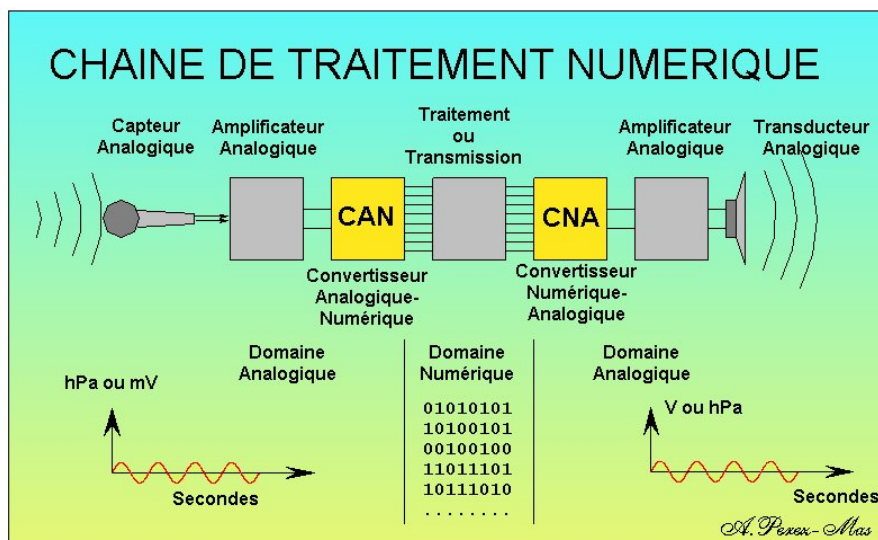 CHAINE DE TRAITEMENT NUMERIQUE
Capteur
Analogique
Amplificateur
Analogique
Traitement
ou
Transmission
Amplificateur
Analogique
Transducteur
Analogique
CAN
CNA
Convertisseur
Analogique-
Numérique
Convertisseur
Numérique-
Analogique
Domaine
Analogique
Domaine
Numérique
Domaine
Analogique
hPa ou mV
Secondes
01010101
10100101
00100100
11011101
10111010
. . . . . . . .
V ou hPa
Secondes
A. Perez-Mas